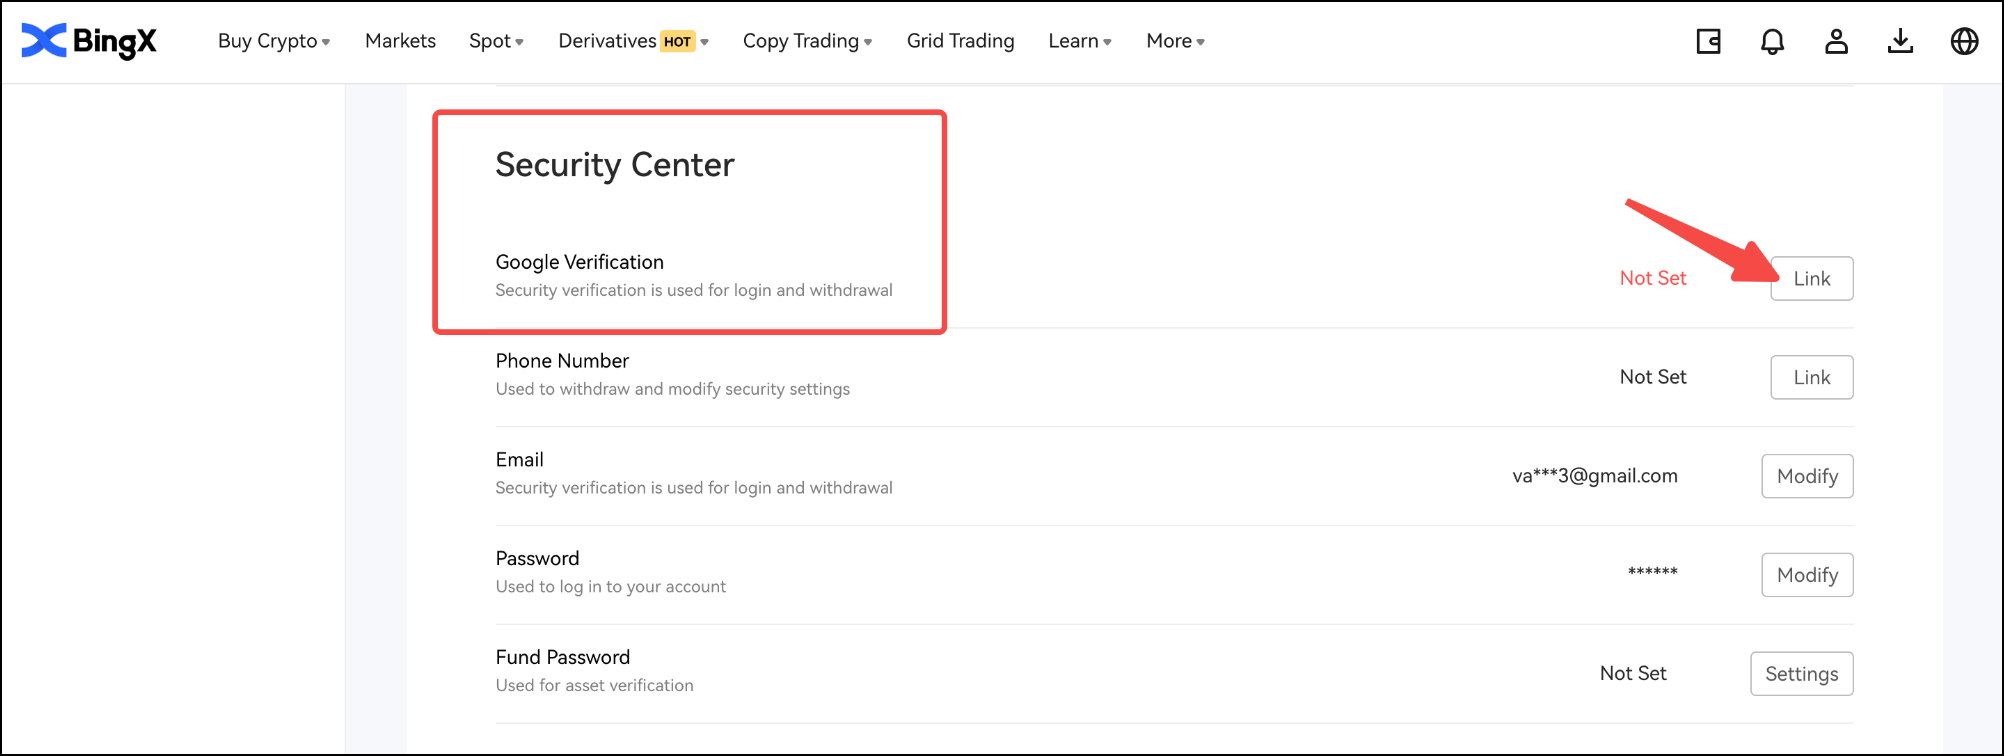 BingX Buy Crypto Markets Spot Derivatives HOT Copy Trading Grid Trading Learn More
Security Center
Google Verification
Security verification is used for login and withdrawal
Not Set Link
Phone Number
Used to withdraw and modify security settings
Not Set Link
Email
Security verification is used for login and withdrawal
va***3@gmail.com Modify
Password
Used to log in to your account
****** Modify
Fund Password
Used for asset verification
Not Set Settings